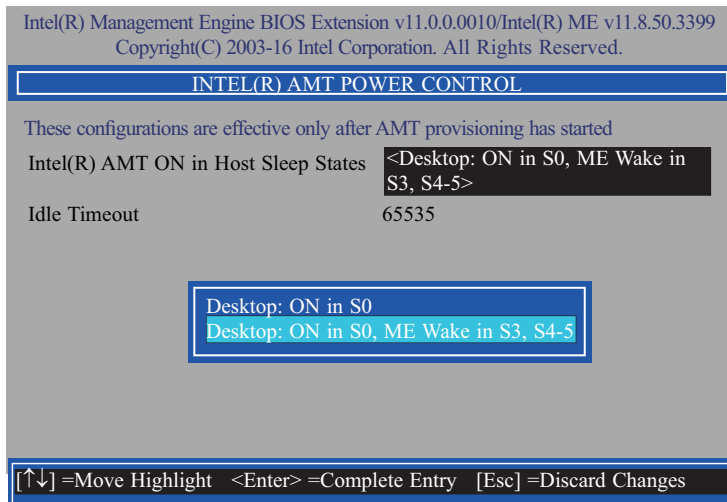 Intel(R) Management Engine BIOS Extension v11.0.0.0010/Intel(R) ME v11.8.50.3399
Copyright(C) 2003-16 Intel Corporation. All Rights Reserved.
INTEL(R) AMT POWER CONTROL
These configurations are effective only after AMT provisioning has started
Intel(R) AMT ON in Host Sleep States
<Desktop: ON in S0, ME Wake in
S3, S4-5>
Idle Timeout
65535
Desktop: ON in S0
Desktop: ON in S0, ME Wake in S3, S4-5
[↑↓] =Move Highlight <Enter> =Complete Entry [Esc] =Discard Changes